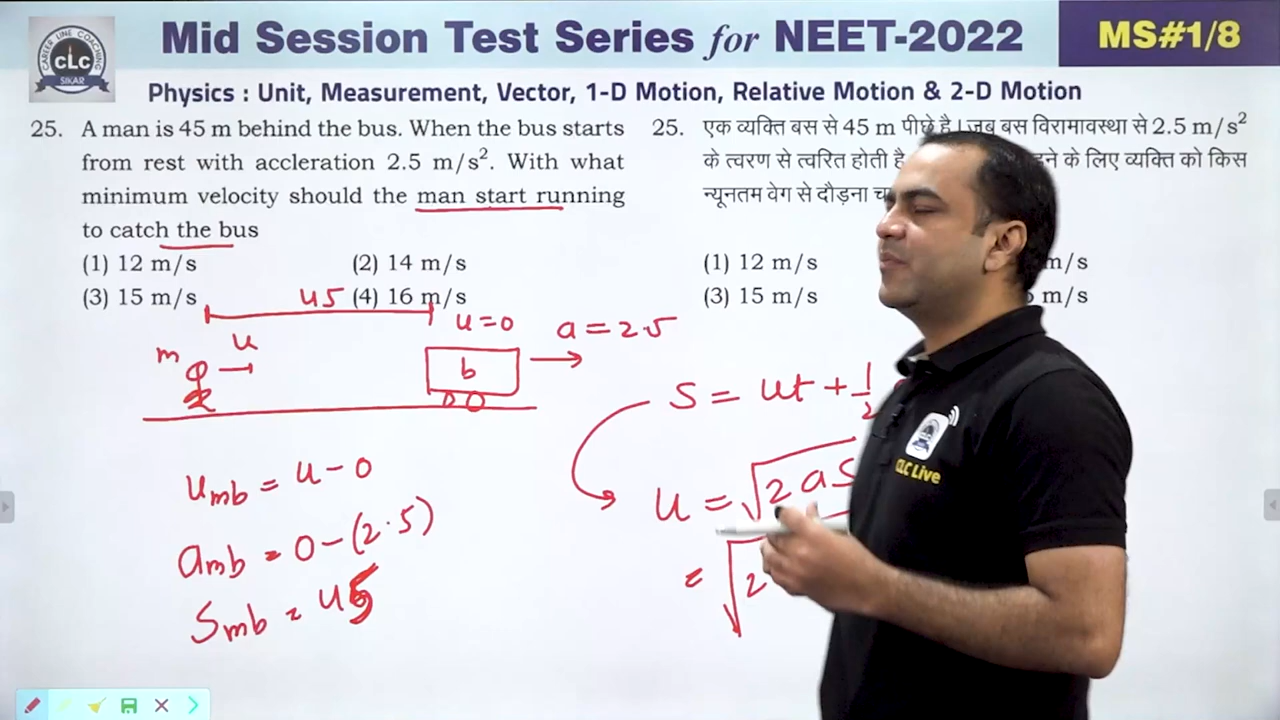 CAREER LINE COACHING
CLC
SIKAR
Mid Session Test Series for NEET-2022
MS#1/8
Physics : Unit, Measurement, Vector, 1-D Motion, Relative Motion & 2-D Motion
25. A man is 45 m behind the bus. When the bus starts
from rest with accleration 2.5 m/s². With what
minimum velocity should the man start running
to catch the bus
(1) 12 m/s (2) 14 m/s
(3) 15 m/s (4) 16 m/s
25. एक व्यक्ति बस से 45 m पीछे है। जब बस विरामावस्था से 2.5 m/s²
के त्वरण से त्वरित होती है के लिए व्यक्ति को किस
न्यूनतम वेग से दौड़ना
(1) 12 m/s m/s
(3) 15 m/s m/s
45
u=0
a = 2.5
m
u
b
S = ut + 1/2
u = √2as
= √2
umb = u - 0
amb = 0 - (2.5)
Smb = 45
CLC Live